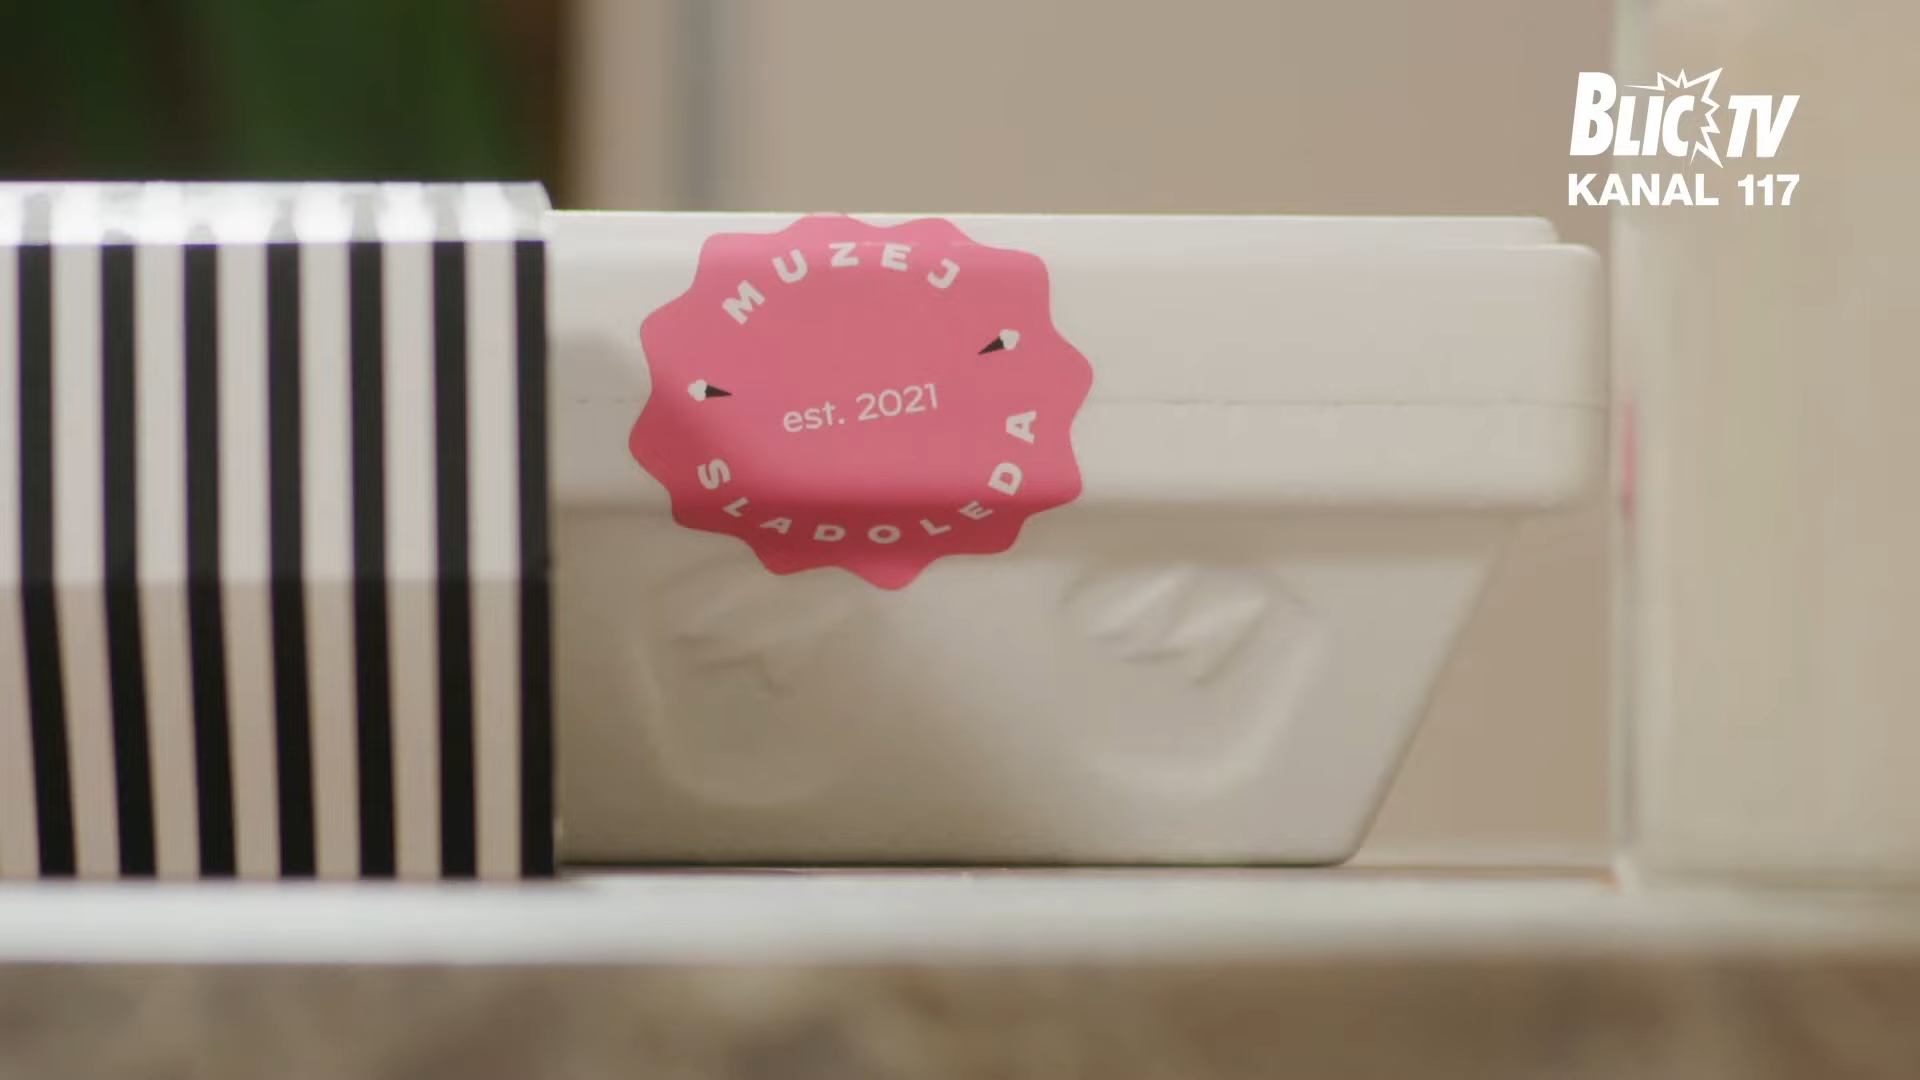 BLIC TV
KANAL 117
MUZEJ
est. 2021
SLADOLEDA